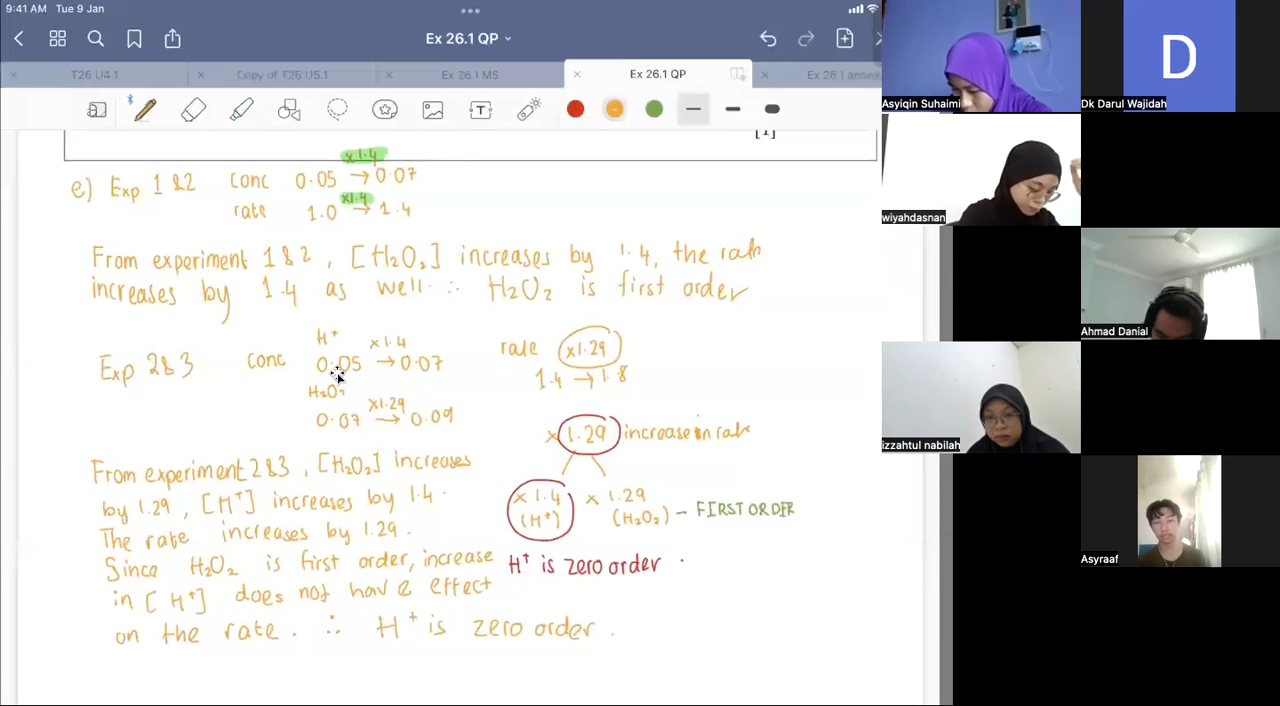 9:41 AM Tue 9 Jan
Ex 26.1 QP
T26 U4.1
Copy of T26 U5.1
Ex 26.1 MS
Ex 26.1 QP
Ex 26.1 answe
[1]
x1.4
e) Exp 1&2 conc 0.05 → 0.07
x1.4
rate 1.0 → 1.4
From experiment 1&2, [H₂O₂] increases by 1.4, the rate
increases by 1.4 as well ∴ H₂O₂ is first order
H⁺ x1.4
Exp 2&3 conc 0.05 → 0.07
H₂O₂ x1.29
0.07 → 0.09
rate x1.29
1.4 → 1.8
x 1.29 increase in rate
x 1.4 x 1.29
(H⁺) (H₂O₂) – FIRST ORDER
H⁺ is zero order .
From experiment 2&3, [H₂O₂] increases
by 1.29, [H⁺] increases by 1.4.
The rate increases by 1.29.
Since H₂O₂ is first order, increase
in [H⁺] does not have effect
on the rate. ∴ H⁺ is zero order.
Asyiqin Suhaimi
D
Dk Darul Wajidah
wiyahdasnan
Ahmad Danial
izzahtul nabilah
Asyraaf